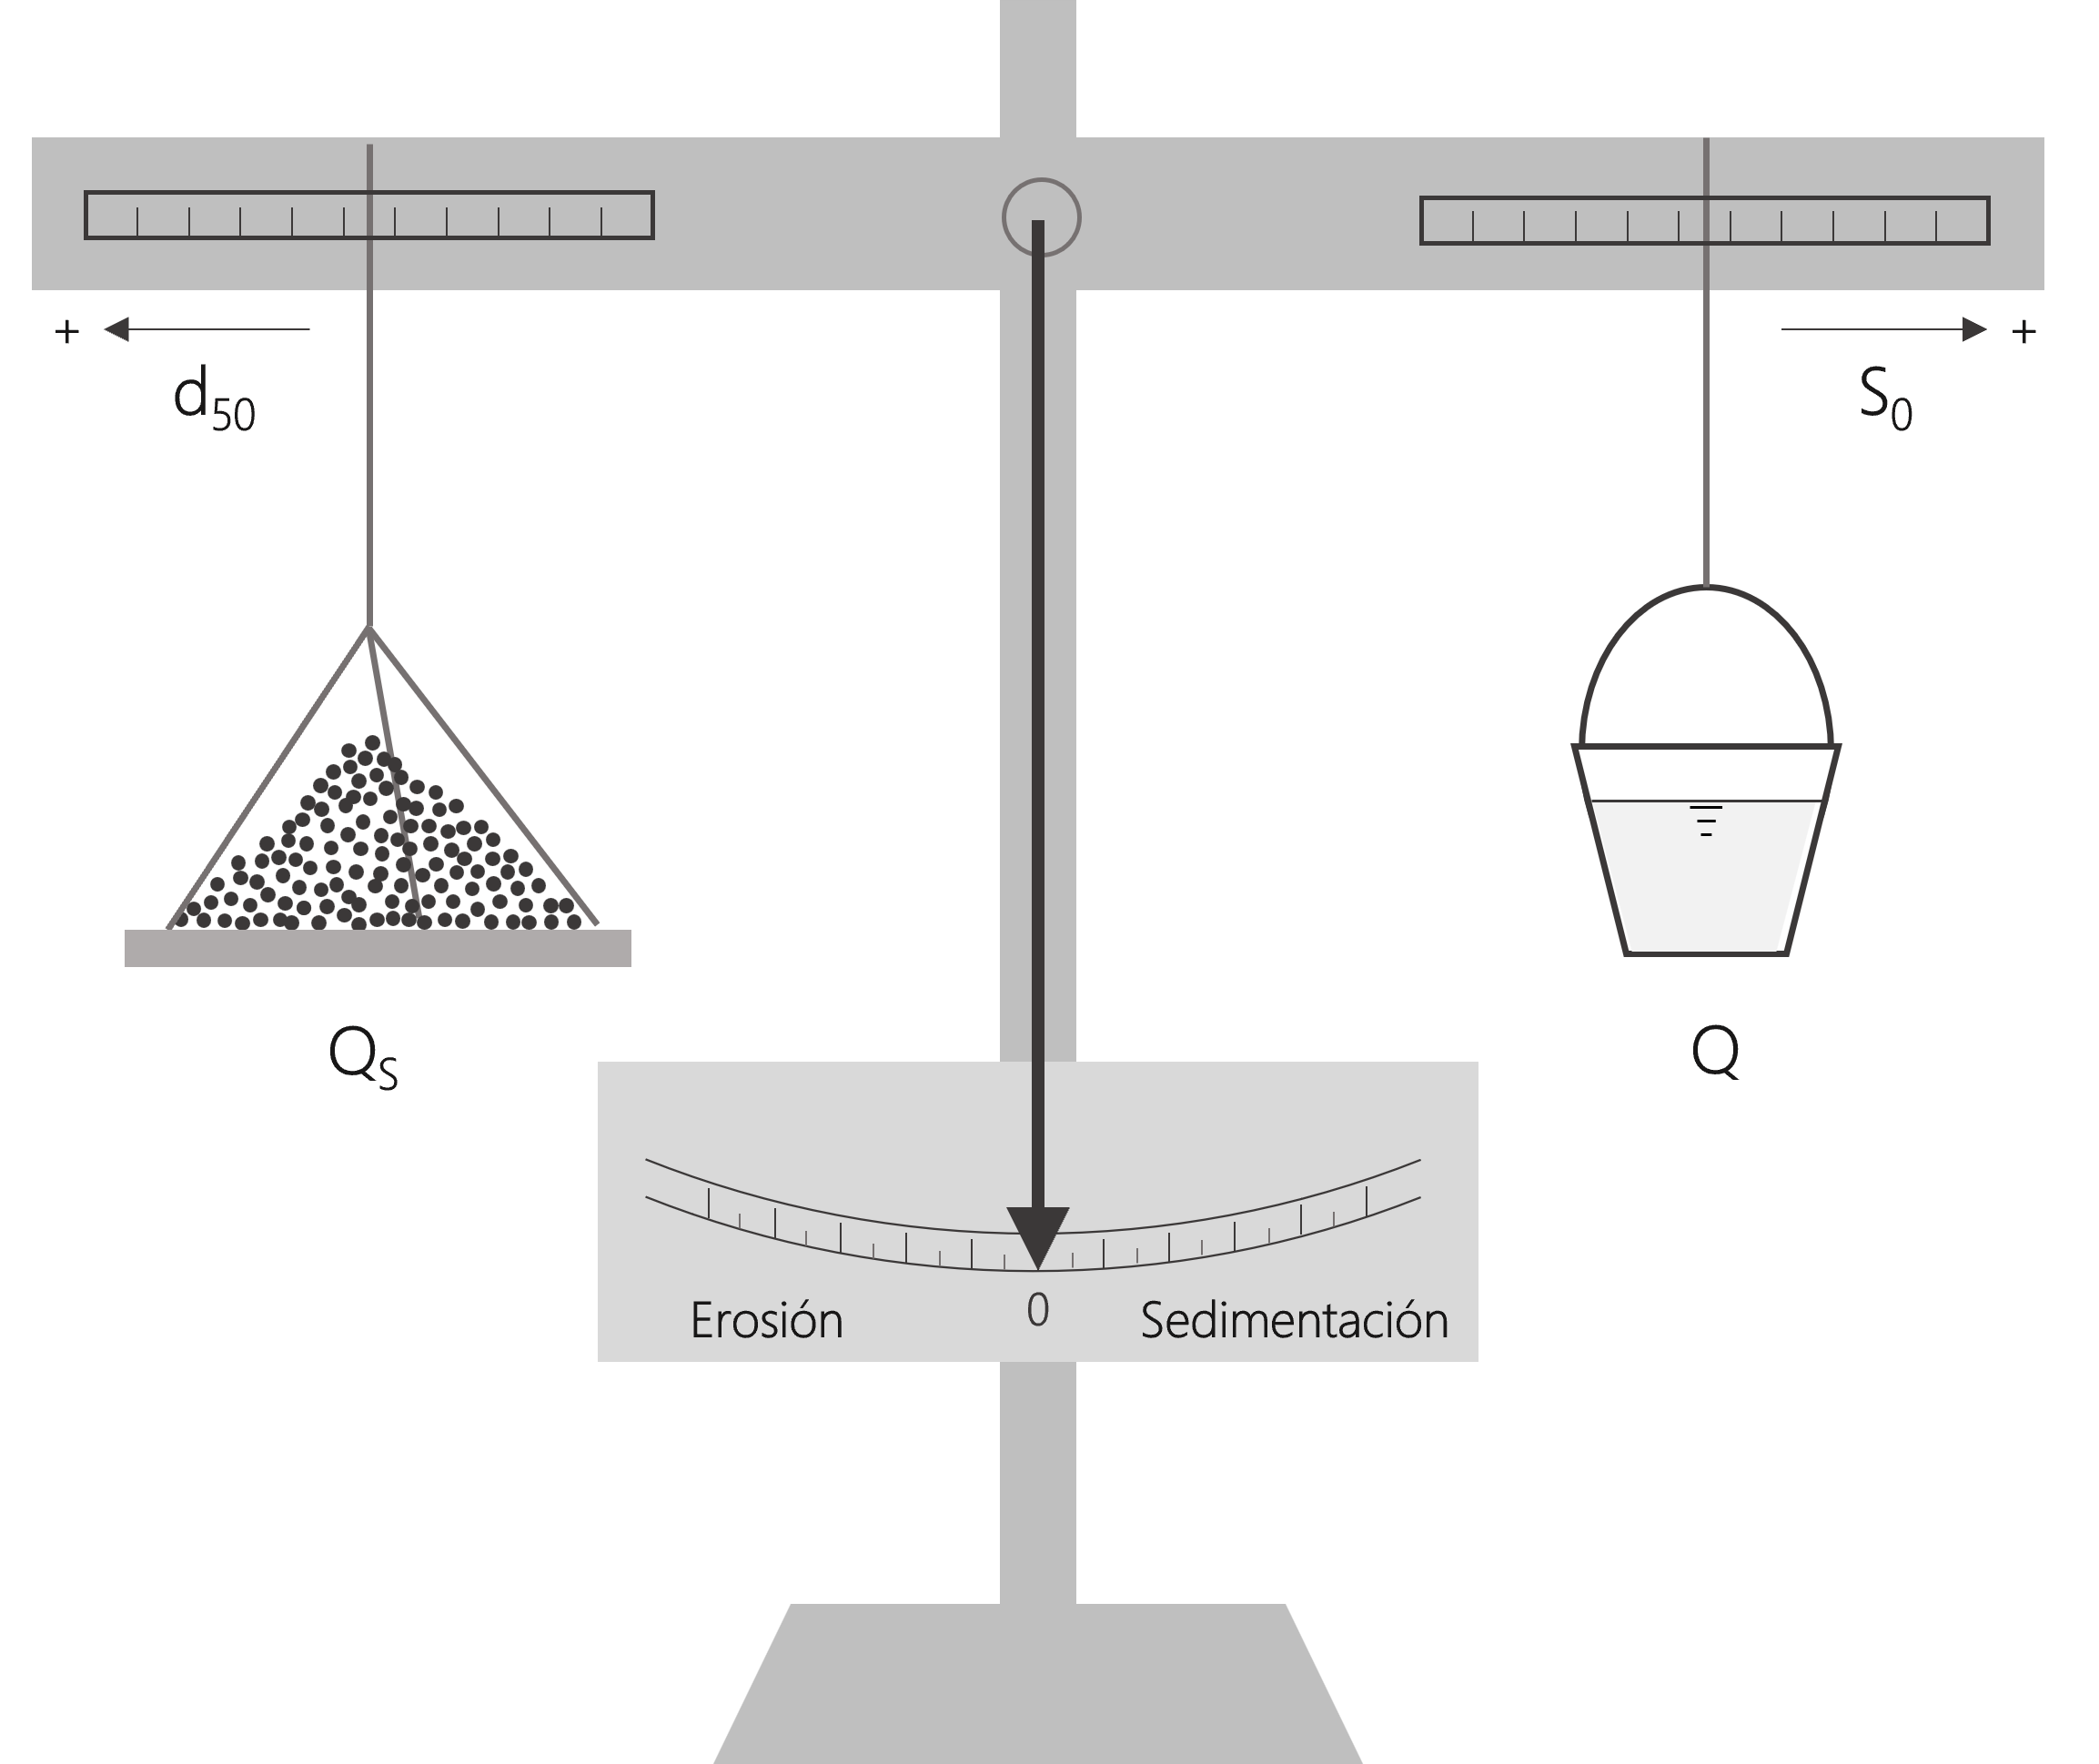 + +
d50 S0
QS Q
0
Erosión Sedimentación